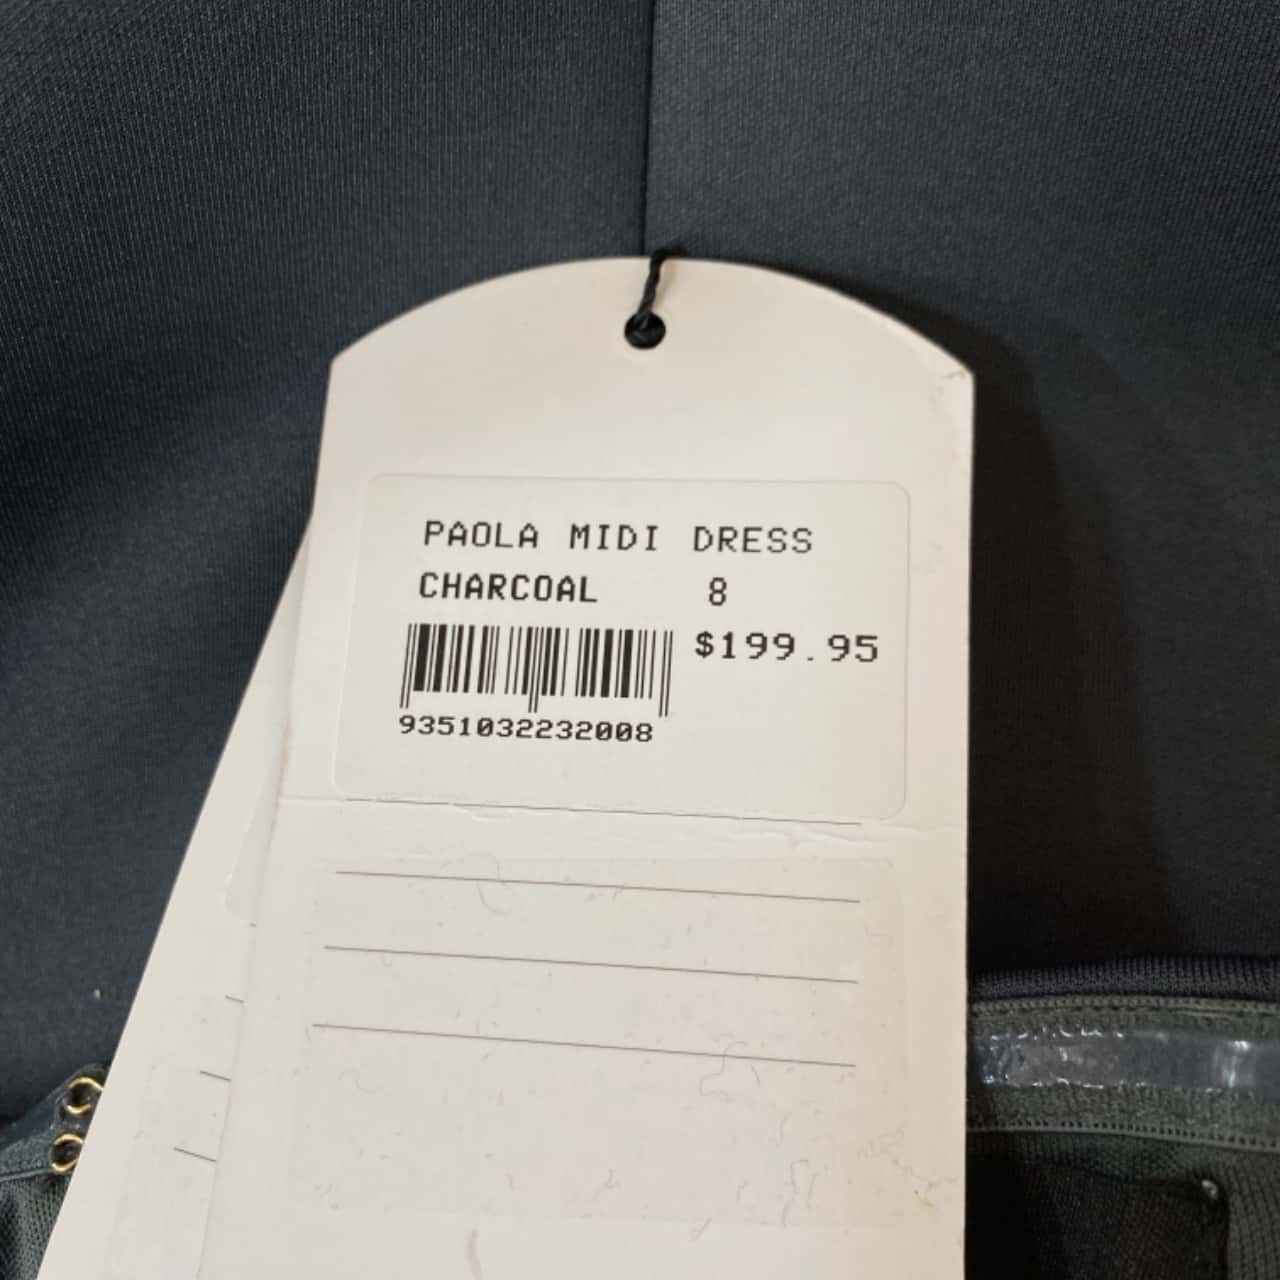 PAOLA MIDI DRESS
CHARCOAL 8
$199.95
9351032232008